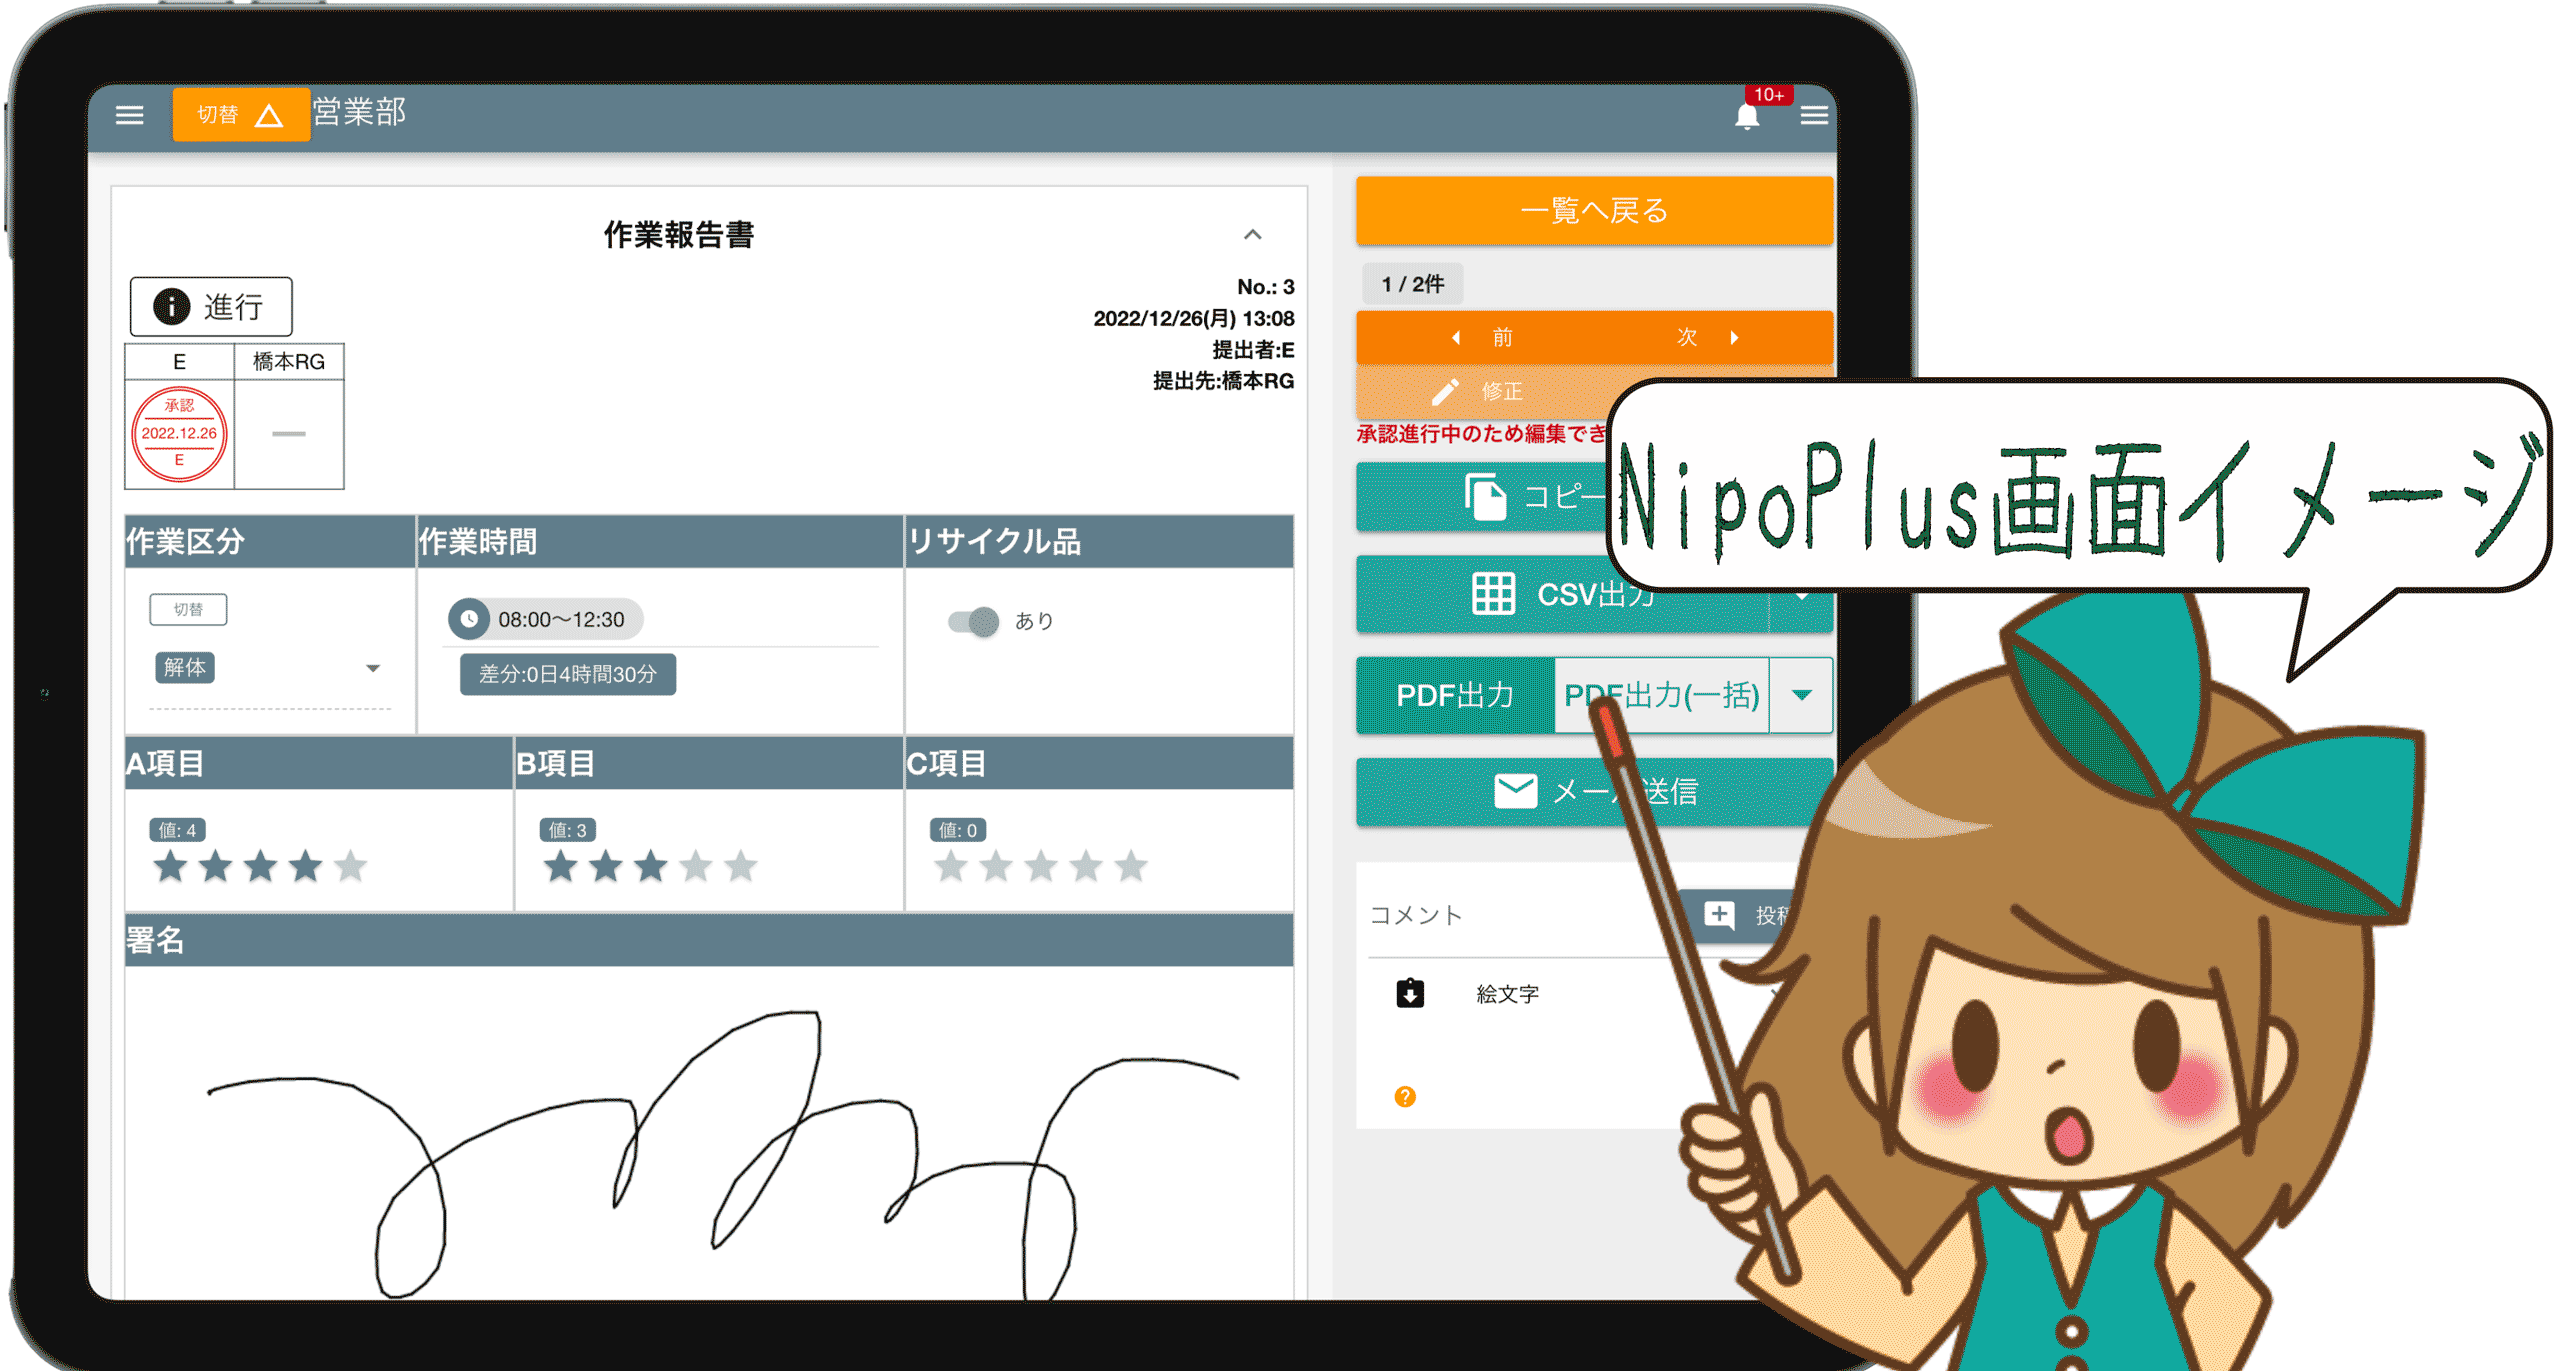 切替 営業部
10+
作業報告書
進行
No.: 3
2022/12/26(月) 13:08
提出者:E
提出先:橋本RG
E 橋本RG
承認
2022.12.26
E
作業区分 作業時間 リサイクル品
切替
解体
08:00〜12:30
差分:0日4時間30分
あり
A項目 B項目 C項目
値: 4 値: 3 値: 0
署名
一覧へ戻る
1 / 2件
前 次
修正
承認進行中のため編集でき
コピー
CSV出力
PDF出力 PDF出力(一括)
メール送信
コメント 投稿
絵文字
?
NipoPlus画面イメージ